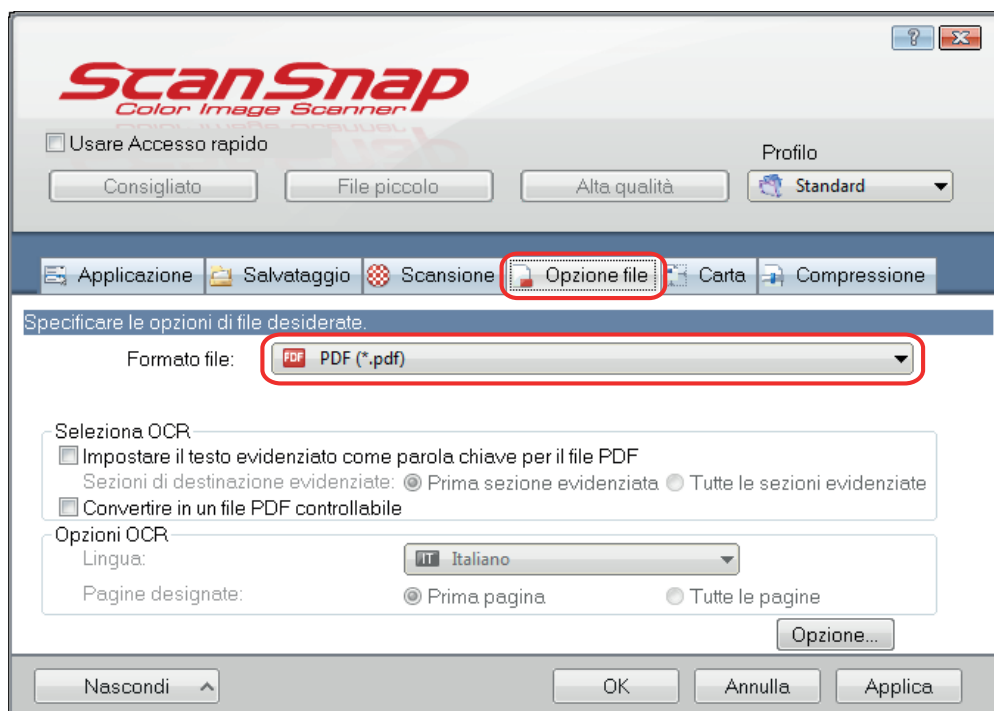 ScanSnap
Color Image Scanner
Usare Accesso rapido
Profilo
Consigliato File piccolo Alta qualità Standard
Applicazione Salvataggio Scansione Opzione file Carta Compressione
Specificare le opzioni di file desiderate.
Formato file: PDF PDF (*.pdf)
Seleziona OCR
Impostare il testo evidenziato come parola chiave per il file PDF
Sezioni di destinazione evidenziate: Prima sezione evidenziata Tutte le sezioni evidenziate
Convertire in un file PDF controllabile
Opzioni OCR
Lingua: IT Italiano
Pagine designate: Prima pagina Tutte le pagine
Opzione...
Nascondi OK Annulla Applica